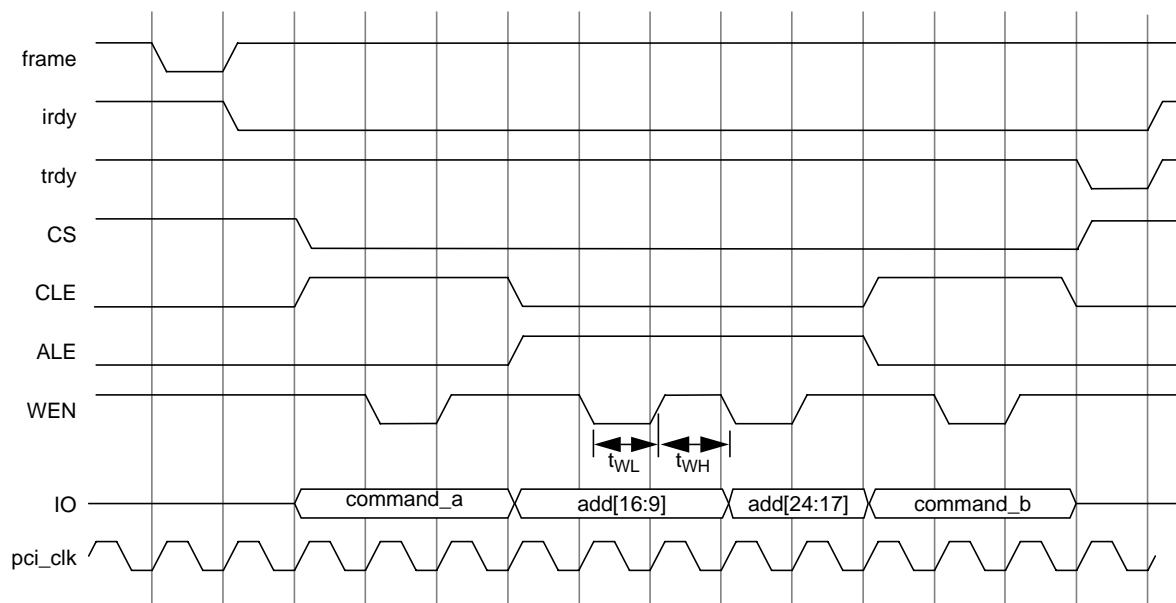 frame
irdy
trdy
CS
CLE
ALE
WEN
tWL tWH
IO command_a add[16:9] add[24:17] command_b
pci_clk